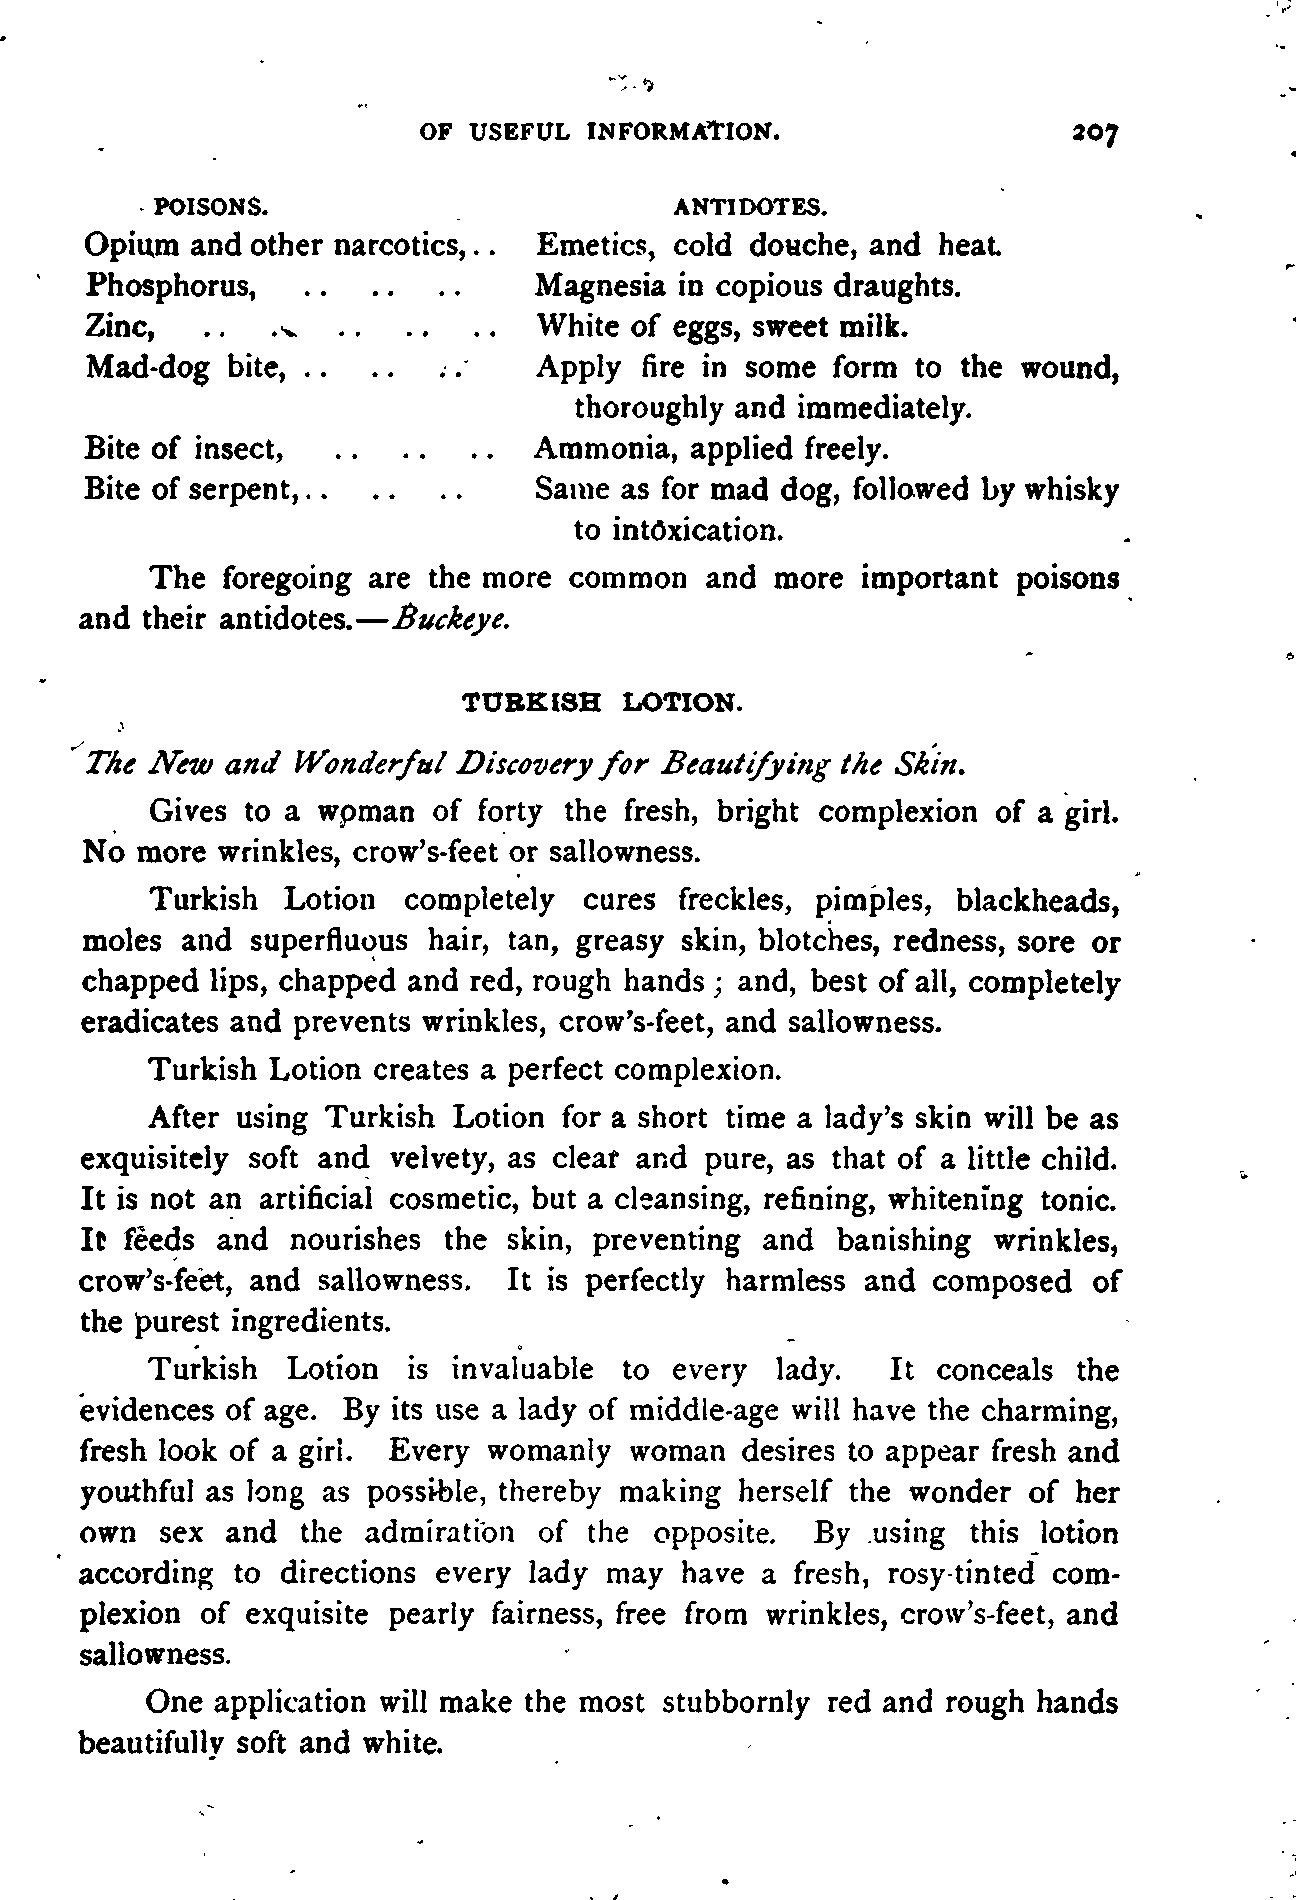 OF USEFUL INFORMATION. 207
POISONS. ANTIDOTES.
Opium and other narcotics, .. Emetics, cold douche, and heat.
Phosphorus, .. .. .. Magnesia in copious draughts.
Zinc, .. .. .. .. .. White of eggs, sweet milk.
Mad-dog bite, .. .. .. Apply fire in some form to the wound,
thoroughly and immediately.
Bite of insect, .. .. .. Ammonia, applied freely.
Bite of serpent, .. .. .. Same as for mad dog, followed by whisky
to intoxication.
The foregoing are the more common and more important poisons
and their antidotes.—Buckeye.
TURKISH LOTION.
The New and Wonderful Discovery for Beautifying the Skin.
Gives to a woman of forty the fresh, bright complexion of a girl.
No more wrinkles, crow's-feet or sallowness.
Turkish Lotion completely cures freckles, pimples, blackheads,
moles and superfluous hair, tan, greasy skin, blotches, redness, sore or
chapped lips, chapped and red, rough hands ; and, best of all, completely
eradicates and prevents wrinkles, crow's-feet, and sallowness.
Turkish Lotion creates a perfect complexion.
After using Turkish Lotion for a short time a lady's skin will be as
exquisitely soft and velvety, as clear and pure, as that of a little child.
It is not an artificial cosmetic, but a cleansing, refining, whitening tonic.
It feeds and nourishes the skin, preventing and banishing wrinkles,
crow's-feet, and sallowness. It is perfectly harmless and composed of
the purest ingredients.
Turkish Lotion is invaluable to every lady. It conceals the
evidences of age. By its use a lady of middle-age will have the charming,
fresh look of a girl. Every womanly woman desires to appear fresh and
youthful as long as possible, thereby making herself the wonder of her
own sex and the admiration of the opposite. By using this lotion
according to directions every lady may have a fresh, rosy-tinted com-
plexion of exquisite pearly fairness, free from wrinkles, crow's-feet, and
sallowness.
One application will make the most stubbornly red and rough hands
beautifully soft and white.